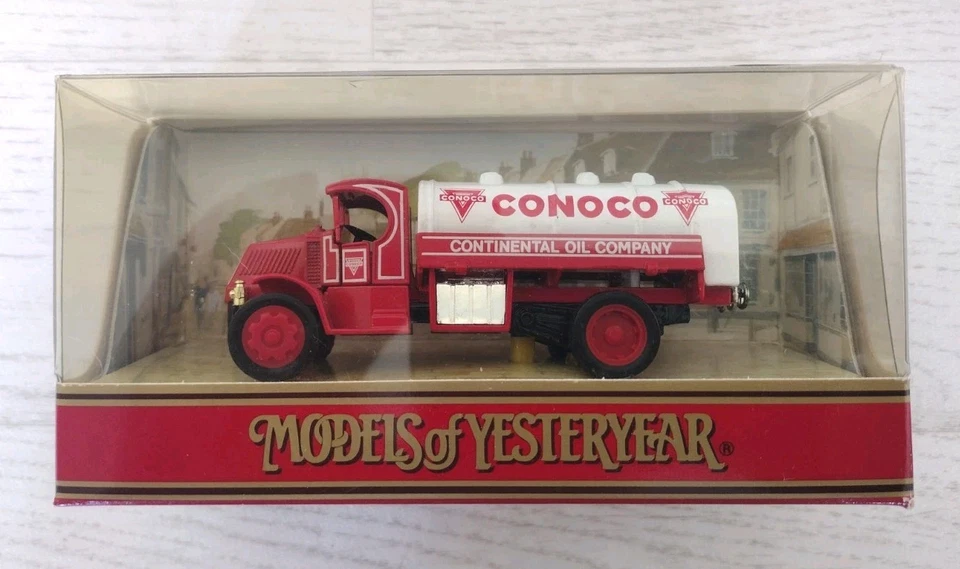 CONOCO
CONOCO
CONOCO
CONTINENTAL OIL COMPANY
MODELS of YESTERYEAR®